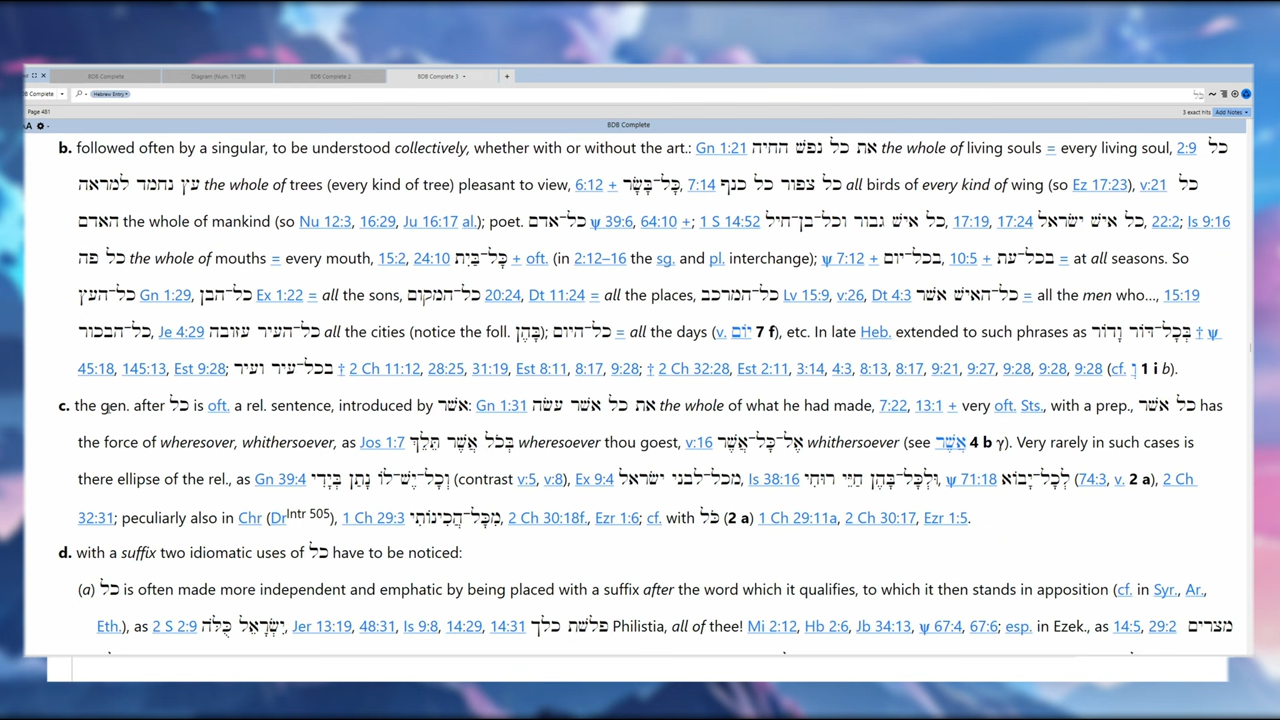 BDB Complete
Diagram (Num. 11:29)
BDB Complete 2
BDB Complete 3
+
BDB Complete
Hebrew Entry
כל
Page 481
3 exact hits Add Notes
BDB Complete
b. followed often by a singular, to be understood collectively, whether with or without the art.: Gn 1:21 את כל נפש החיה the whole of living souls = every living soul, 2:9 כל
עץ נחמד למראה the whole of trees (every kind of tree) pleasant to view, 6:12 + כָּל־בָּשָׂר, 7:14 כל צפור כל כנף all birds of every kind of wing (so Ez 17:23), v:21 כל
האדם the whole of mankind (so Nu 12:3, 16:29, Ju 16:17 al.); poet. כל־אדם ψ 39:6, 64:10 +; 1 S 14:52 כל איש גבור וכל־בן־חיל, 17:19, 17:24 כל איש ישראל, 22:2; Is 9:16
כל פה the whole of mouths = every mouth, 15:2, 24:10 כָּל־בַּיִת + oft. (in 2:12–16 the sg. and pl. interchange); ψ 7:12 + בכל־יום, 10:5 + בכל־עת = at all seasons. So
כל־העץ Gn 1:29, כל־הבן Ex 1:22 = all the sons, כל־המקום 20:24, Dt 11:24 = all the places, כל־המרכב Lv 15:9, v:26, Dt 4:3 כל־האיש אשר = all the men who…, 15:19
כל־הבכור, Je 4:29 כל־העיר עזובה all the cities (notice the foll. בָּהֵן); כל־היום = all the days (v. יוֹם 7 f), etc. In late Heb. extended to such phrases as בְּכָל־דּוֹר וָדוֹר † ψ
45:18, 145:13, Est 9:28; בכל־עיר ועיר † 2 Ch 11:12, 28:25, 31:19, Est 8:11, 8:17, 9:28; † 2 Ch 32:28, Est 2:11, 3:14, 4:3, 8:13, 8:17, 9:21, 9:27, 9:28, 9:28, 9:28 (cf. וְ 1 i b).
c. the gen. after כל is oft. a rel. sentence, introduced by אשר: Gn 1:31 את כל אשר עשה the whole of what he had made, 7:22, 13:1 + very oft. Sts., with a prep., כל אשר has
the force of wheresover, whithersoever, as Jos 1:7 בְּכֹל אֲשֶׁר תֵּלֵךְ wheresoever thou goest, v:16 אֶל־כָּל־אֲשֶׁר whithersoever (see אֲשֶׁר 4 b γ). Very rarely in such cases is
there ellipse of the rel., as Gn 39:4 וְכָל־יֶשׁ־לוֹ נָתַן בְּיָדִי (contrast v:5, v:8), Ex 9:4 מכל־לבני ישראל, Is 38:16 וּלְכָל־בָּהֶן חַיֵּי רוּחִי, ψ 71:18 לְכָל־יָבוֹא (74:3, v. 2 a), 2 Ch
32:31; peculiarly also in Chr (DrIntr 505), 1 Ch 29:3 מִכָּל־הֲכִינוֹתִי, 2 Ch 30:18f., Ezr 1:6; cf. with כֹּל (2 a) 1 Ch 29:11a, 2 Ch 30:17, Ezr 1:5.
d. with a suffix two idiomatic uses of כל have to be noticed:
(a) כל is often made more independent and emphatic by being placed with a suffix after the word which it qualifies, to which it then stands in apposition (cf. in Syr., Ar.,
Eth.), as 2 S 2:9 יִשְׂרָאֵל כֻּלֹּה, Jer 13:19, 48:31, Is 9:8, 14:29, 14:31 פלשת כלך Philistia, all of thee! Mi 2:12, Hb 2:6, Jb 34:13, ψ 67:4, 67:6; esp. in Ezek., as 14:5, 29:2 מצרים